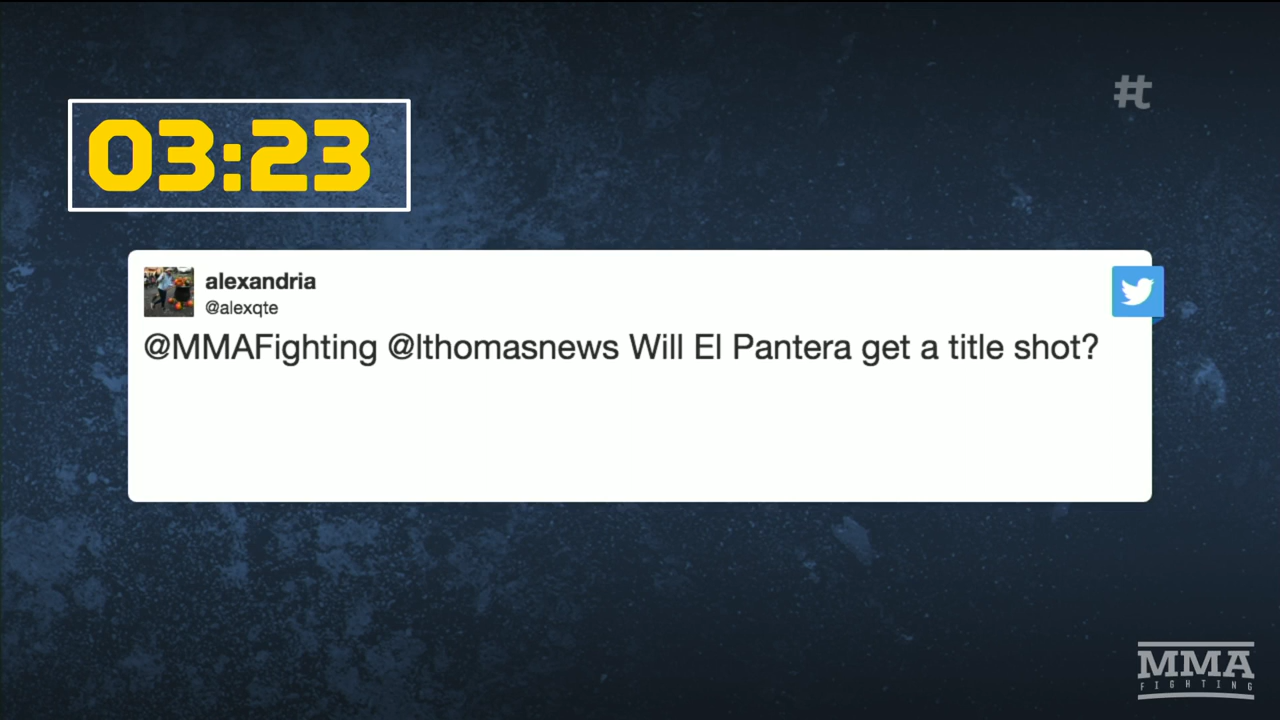 03:23
#
alexandria
@alexqte
@MMAFighting @lthomasnews Will El Pantera get a title shot?
MMA
FIGHTING